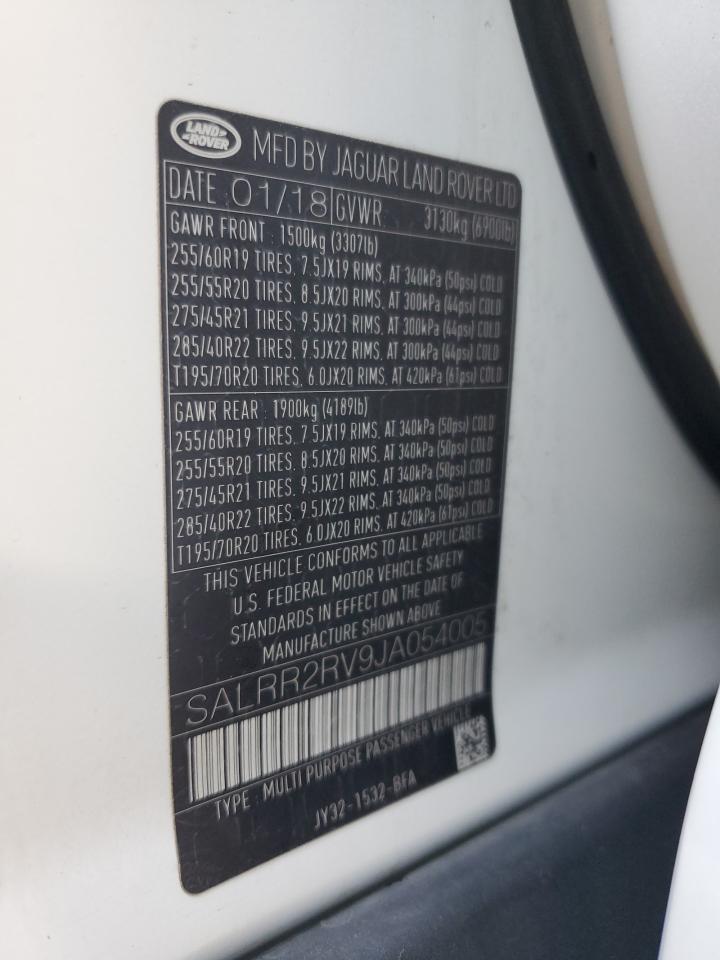 LAND ROVER
MFD BY JAGUAR LAND ROVER LTD
DATE 01/18 GVWR 3130kg (6900lb)
GAWR FRONT : 1500kg (3307lb)
255/60R19 TIRES, 7.5JX19 RIMS, AT 340kPa (50psi) COLD
255/55R20 TIRES, 8.5JX20 RIMS, AT 300kPa (44psi) COLD
275/45R21 TIRES, 9.5JX21 RIMS, AT 300kPa (44psi) COLD
285/40R22 TIRES, 9.5JX22 RIMS, AT 300kPa (44psi) COLD
T195/70R20 TIRES, 6.0JX20 RIMS, AT 420kPa (61psi) COLD
GAWR REAR : 1900kg (4189lb)
255/60R19 TIRES, 7.5JX19 RIMS, AT 340kPa (50psi) COLD
255/55R20 TIRES, 8.5JX20 RIMS, AT 340kPa (50psi) COLD
275/45R21 TIRES, 9.5JX21 RIMS, AT 340kPa (50psi) COLD
285/40R22 TIRES, 9.5JX22 RIMS, AT 340kPa (50psi) COLD
T195/70R20 TIRES, 6.0JX20 RIMS, AT 420kPa (61psi) COLD
THIS VEHICLE CONFORMS TO ALL APPLICABLE
U.S. FEDERAL MOTOR VEHICLE SAFETY
STANDARDS IN EFFECT ON THE DATE OF
MANUFACTURE SHOWN ABOVE
SALRR2RV9JA054005
TYPE : MULTI PURPOSE PASSENGER VEHICLE
JY32-1532-BFA